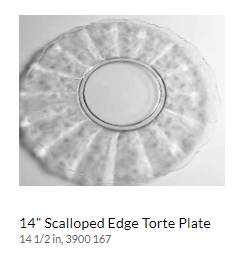 14" Scalloped Edge Torte Plate
14 1/2 in, 3900 167